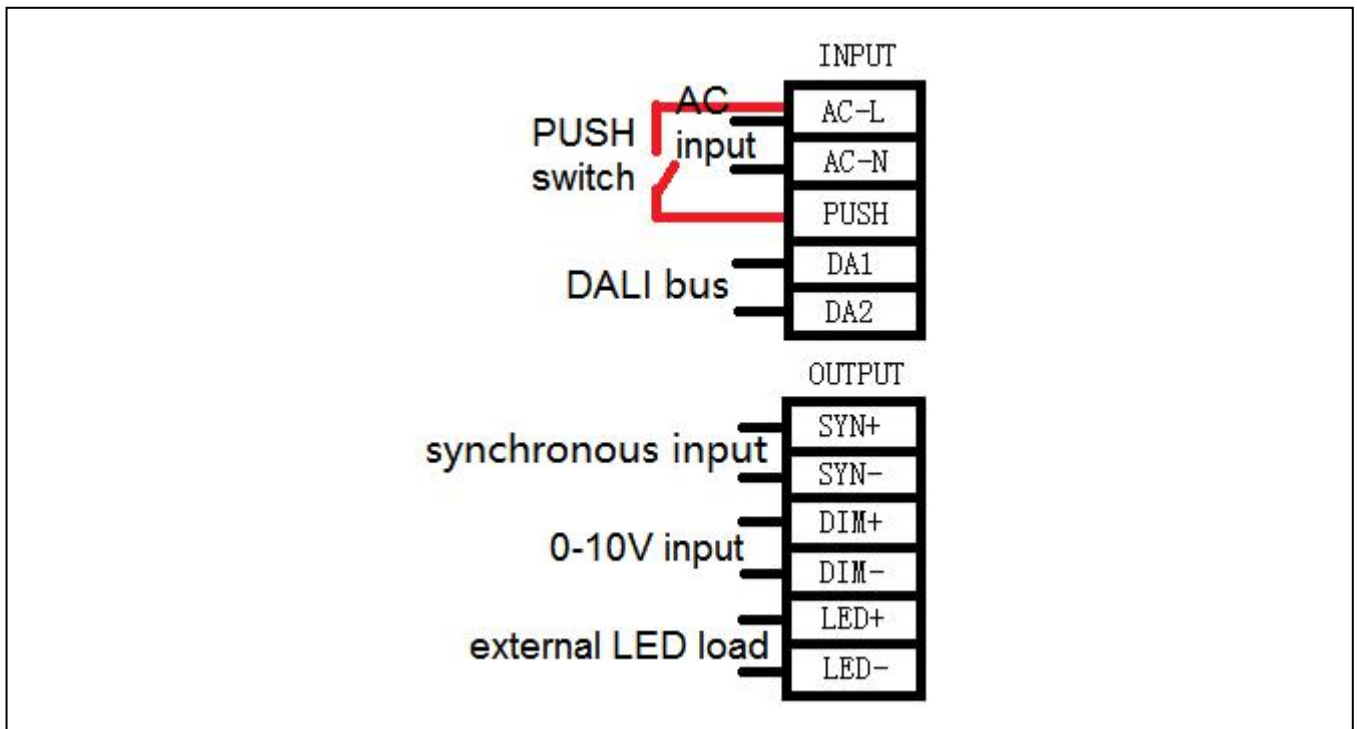 INPUT
AC
input
PUSH
switch
AC-L
AC-N
PUSH
DALI bus
DA1
DA2
OUTPUT
synchronous input
SYN+
SYN-
0-10V input
DIM+
DIM-
external LED load
LED+
LED-